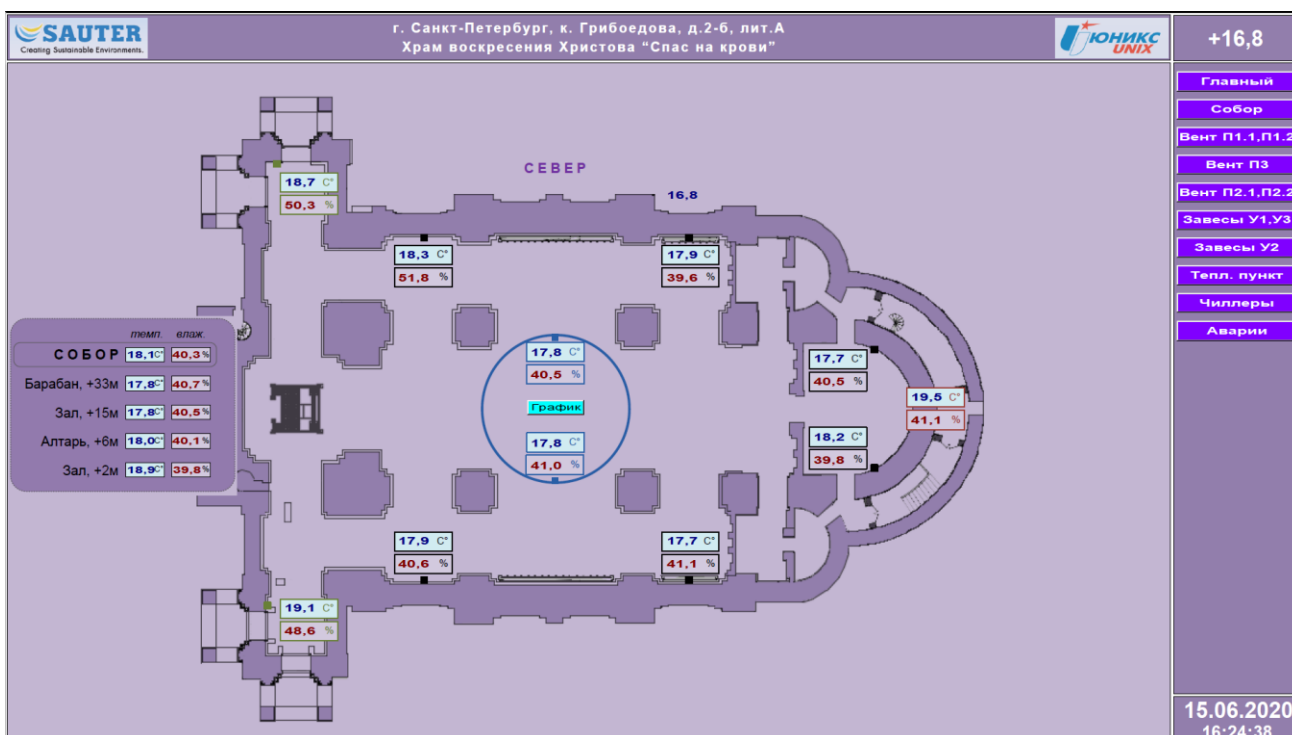 SAUTER
Creating Sustainable Environments.
г. Санкт-Петербург, к. Грибоедова, д.2-б, лит.А
Храм воскресения Христова “Спас на крови”
ЮНИКС
UNIX
+16,8
Главный
Собор
Вент П1.1,П1.2
Вент П3
Вент П2.1,П2.2
Завесы У1,У3
Завесы У2
Тепл. пункт
Чиллеры
Аварии
СЕВЕР
16,8
18,7 C°
50,3 %
18,3 C°
51,8 %
17,9 C°
39,6 %
темп. влаж.
СОБОР 18,1C° 40,3%
Барабан, +33м 17,8C° 40,7%
Зал, +15м 17,8C° 40,5%
Алтарь, +6м 18,0C° 40,1%
Зал, +2м 18,9C° 39,8%
17,8 C°
40,5 %
График
17,8 C°
41,0 %
17,7 C°
40,5 %
19,5 C°
41,1 %
18,2 C°
39,8 %
17,9 C°
40,6 %
17,7 C°
41,1 %
19,1 C°
48,6 %
15.06.2020
16:24:38